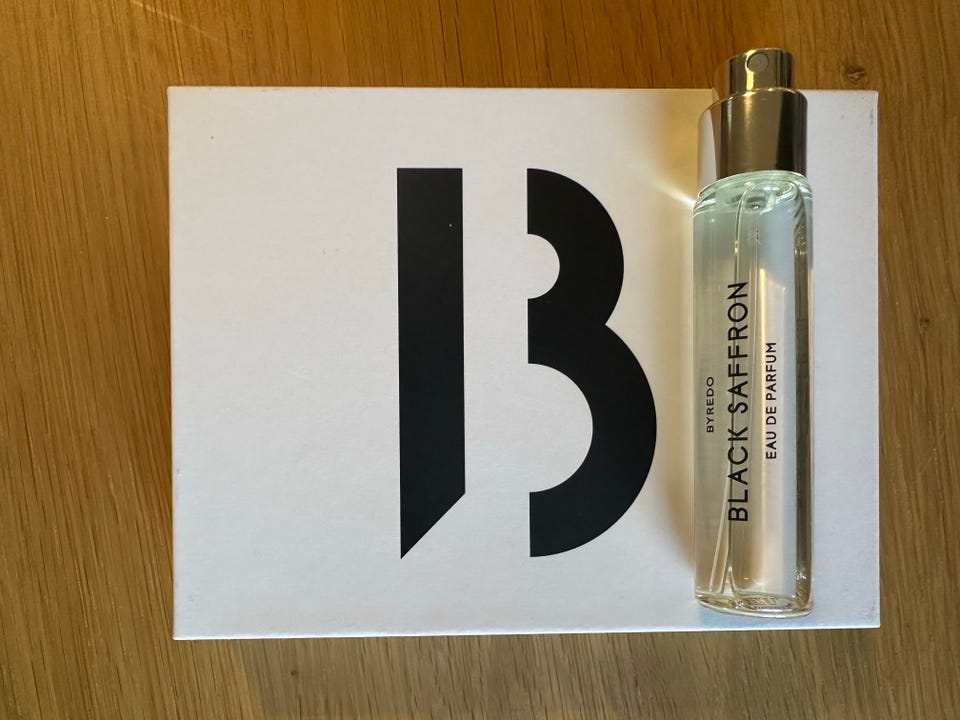 B
BYREDO
BLACK SAFFRON
EAU DE PARFUM